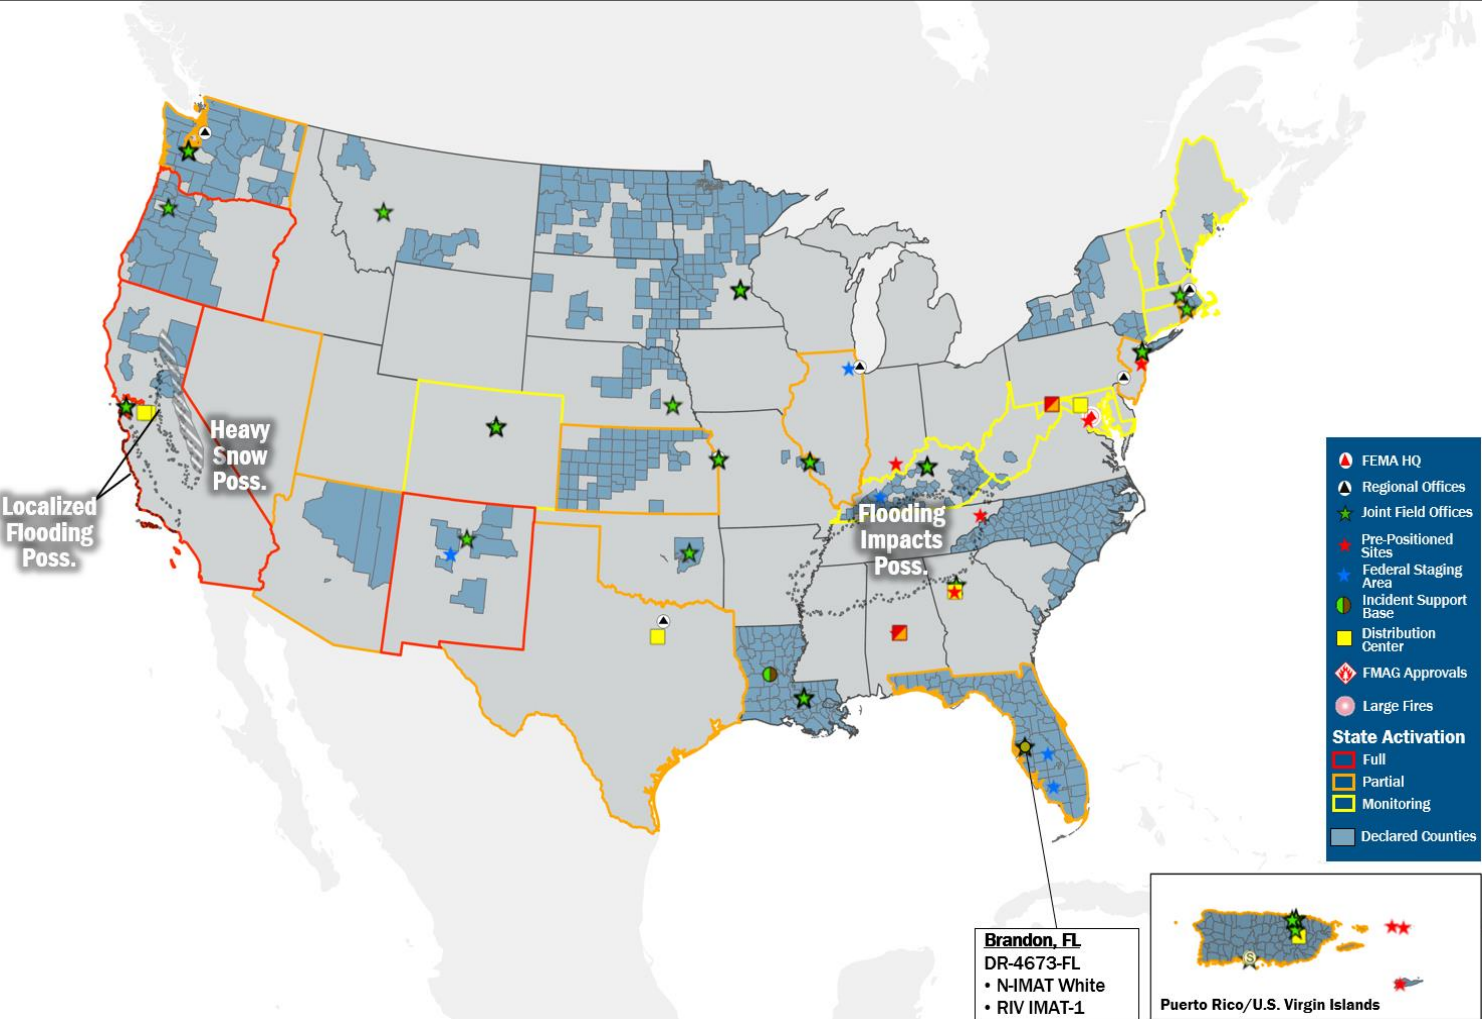 Heavy
Snow
Poss.
Localized
Flooding
Poss.
Flooding
Impacts
Poss.
FEMA HQ
Regional Offices
Joint Field Offices
Pre-Positioned
Sites
Federal Staging
Area
Incident Support
Base
Distribution
Center
FMAG Approvals
Large Fires
State Activation
Full
Partial
Monitoring
Declared Counties
Brandon, FL
DR-4673-FL
• N-IMAT White
• RIV IMAT-1
S
Puerto Rico/U.S. Virgin Islands